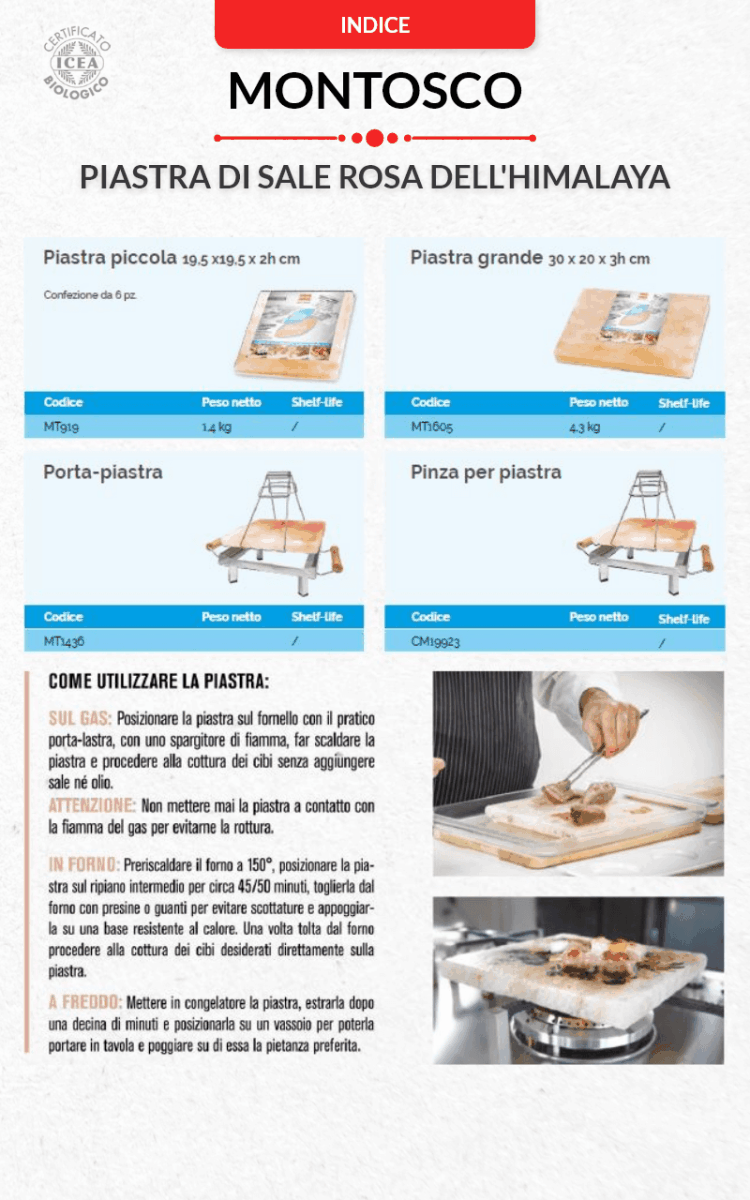 INDICE
CERTIFICATO
ICEA
BIOLOGICO
MONTOSCO
PIASTRA DI SALE ROSA DELL'HIMALAYA
Piastra piccola 19,5 x19,5 x 2h cm
Confezione da 6 pz.
Codice Peso netto Shelf-life
MT919 1.4 kg /
Piastra grande 30 x 20 x 3h cm
Codice Peso netto Shelf-life
MT1605 4.3 kg /
Porta-piastra
Codice Peso netto Shelf-life
MT1436 /
Pinza per piastra
Codice Peso netto Shelf-life
CM19923 /
COME UTILIZZARE LA PIASTRA:
SUL GAS: Posizionare la piastra sul fornello con il pratico
porta-lastra, con uno spargitore di fiamma, far scaldare la
piastra e procedere alla cottura dei cibi senza aggiungere
sale né olio.
ATTENZIONE: Non mettere mai la piastra a contatto con
la fiamma del gas per evitarne la rottura.
IN FORNO: Preriscaldare il forno a 150°, posizionare la pia-
stra sul ripiano intermedio per circa 45/50 minuti, toglierla dal
forno con presine o guanti per evitare scottature e appoggiar-
la su una base resistente al calore. Una volta tolta dal forno
procedere alla cottura dei cibi desiderati direttamente sulla
piastra.
A FREDDO: Mettere in congelatore la piastra, estrarla dopo
una decina di minuti e posizionarla su un vassoio per poterla
portare in tavola e poggiare su di essa la pietanza preferita.